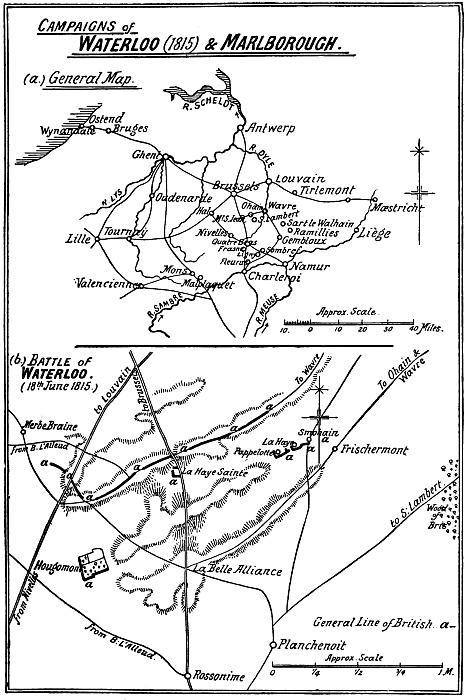 CAMPAIGNS of
WATERLOO (1815) & MARLBOROUGH.
(a.) General Map.
R. SCHELDT
Ostend
Wynandale
Bruges
Antwerp
Ghent
R. DYLE
Louvain
Brussels
Tirlemont
R. LYS
Oudenarde
Mæstricht
Ohain
Wavre
Hal
Mt S. Jean
S. Lambert
Sart le Walhain
Ramillies
Lille
Tournay
Nivelles
Gembloux
Liège
Quatre Bras
Frasne
Sombref
Ligny
Fleurus
Namur
Mons
Charleroi
Valenciennes
Malplaquet
R. SAMBRE
R. MEUSE
Approx. Scale
10. 0 10 20 30 40 Miles.
(b.) BATTLE of
WATERLOO.
(18th June 1815.)
to Louvain
to Brussels
To Wavre
To Ohain &
Wavre
Merbe Braine
From B. L'Alleud
a
a
a
a
a
a
La Haye
Smohain
a
Papelotte
a
a
Frischermont
La Haye Sainte
a
to S. Lambert
Wood
of
Bris
Hougomont
a
From Nivelles
La Belle Alliance
General Line of British a
From B. L'Alleud.
Planchenoit
Approx Scale
0 1/4 1/2 3/4 1 M.
Rossonime